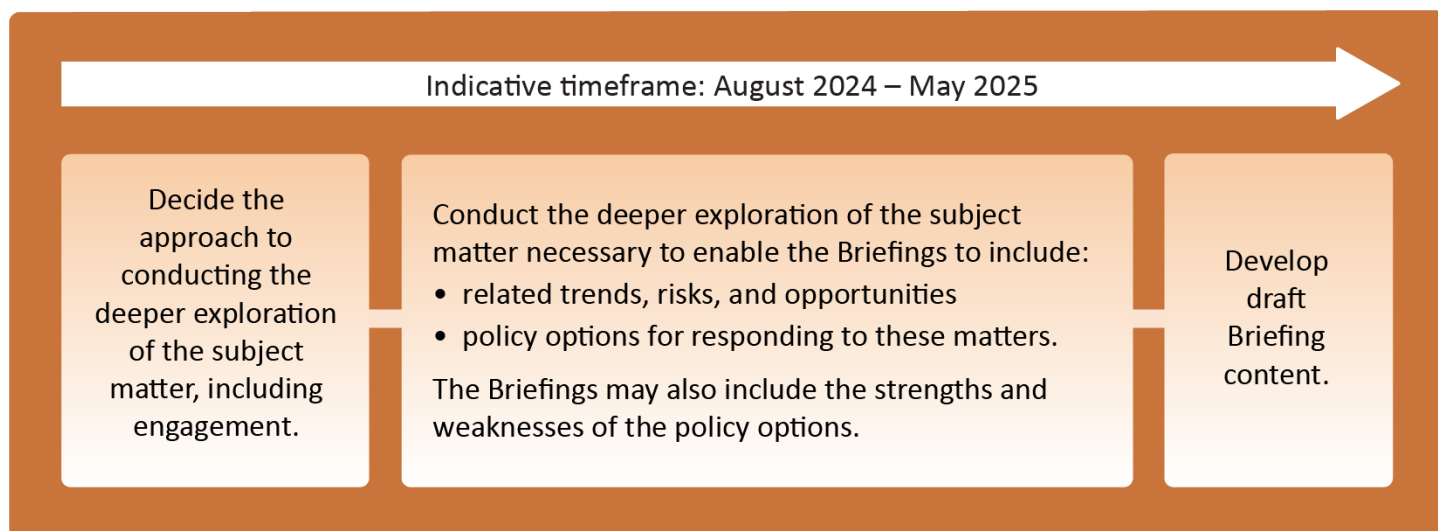 Indicative timeframe: August 2024 – May 2025
Decide the
approach to
conducting the
deeper exploration
of the subject
matter, including
engagement.
Conduct the deeper exploration of the subject
matter necessary to enable the Briefings to include:
• related trends, risks, and opportunities
• policy options for responding to these matters.
The Briefings may also include the strengths and
weaknesses of the policy options.
Develop
draft
Briefing
content.